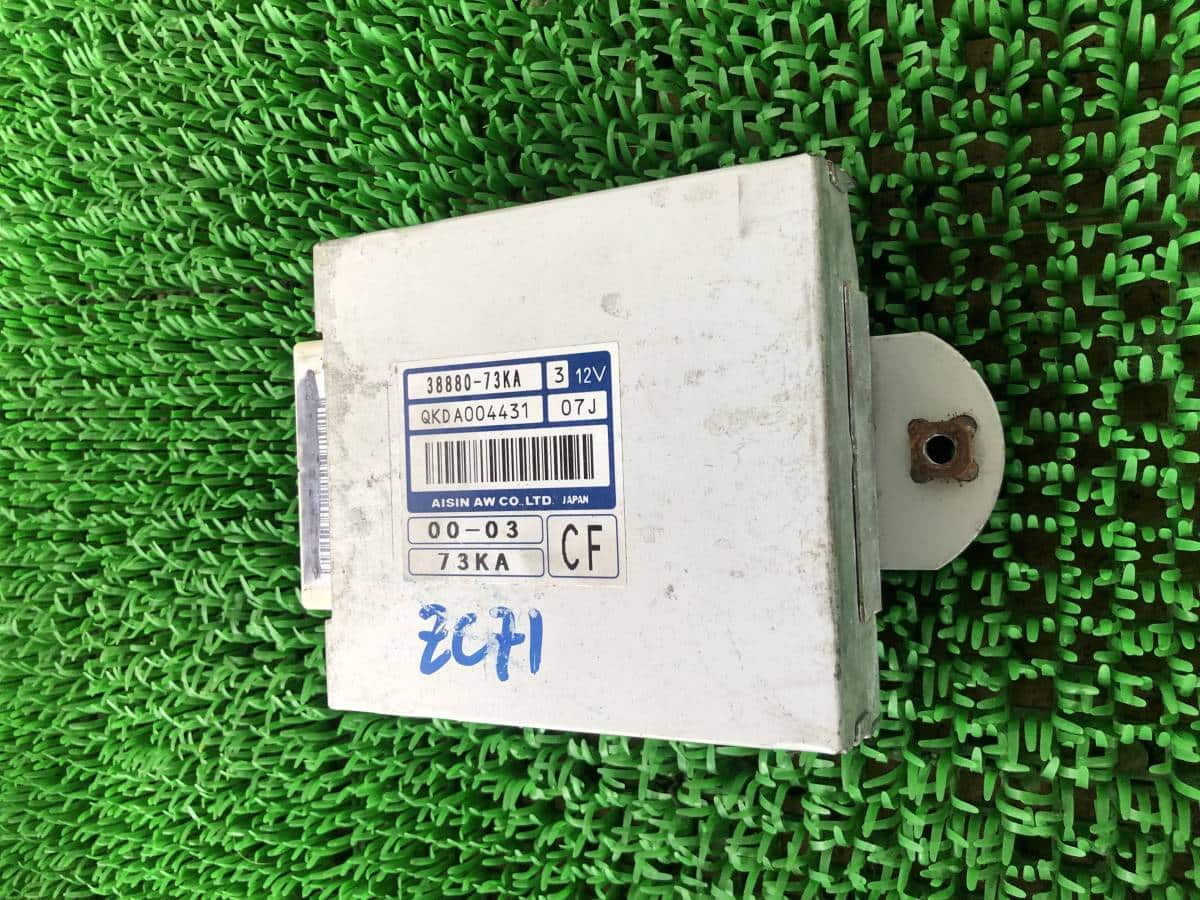 38880-73KA 3 12V
QKDA004431 07J
AISIN AW CO.,LTD. JAPAN
00-03 CF
73KA
ZC71